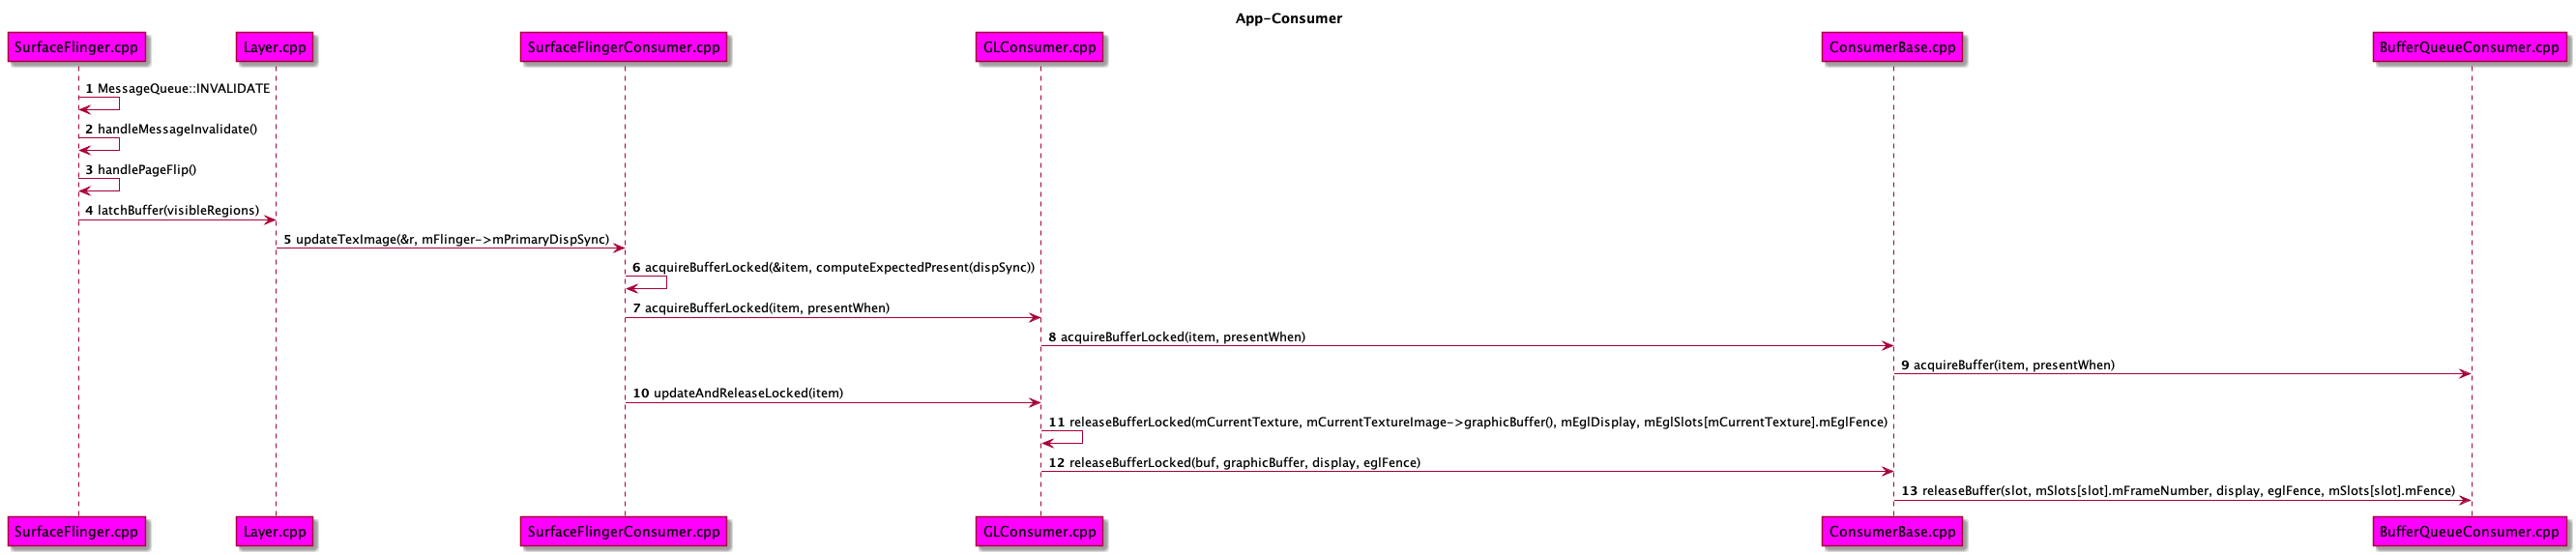 App-Consumer
SurfaceFlinger.cpp
Layer.cpp
SurfaceFlingerConsumer.cpp
GLConsumer.cpp
ConsumerBase.cpp
BufferQueueConsumer.cpp
1 MessageQueue::INVALIDATE
2 handleMessageInvalidate()
3 handlePageFlip()
4 latchBuffer(visibleRegions)
5 updateTexImage(&r, mFlinger->mPrimaryDispSync)
6 acquireBufferLocked(&item, computeExpectedPresent(dispSync))
7 acquireBufferLocked(item, presentWhen)
8 acquireBufferLocked(item, presentWhen)
9 acquireBuffer(item, presentWhen)
10 updateAndReleaseLocked(item)
11 releaseBufferLocked(mCurrentTexture, mCurrentTextureImage->graphicBuffer(), mEglDisplay, mEglSlots[mCurrentTexture].mEglFence)
12 releaseBufferLocked(buf, graphicBuffer, display, eglFence)
13 releaseBuffer(slot, mSlots[slot].mFrameNumber, display, eglFence, mSlots[slot].mFence)
SurfaceFlinger.cpp
Layer.cpp
SurfaceFlingerConsumer.cpp
GLConsumer.cpp
ConsumerBase.cpp
BufferQueueConsumer.cpp